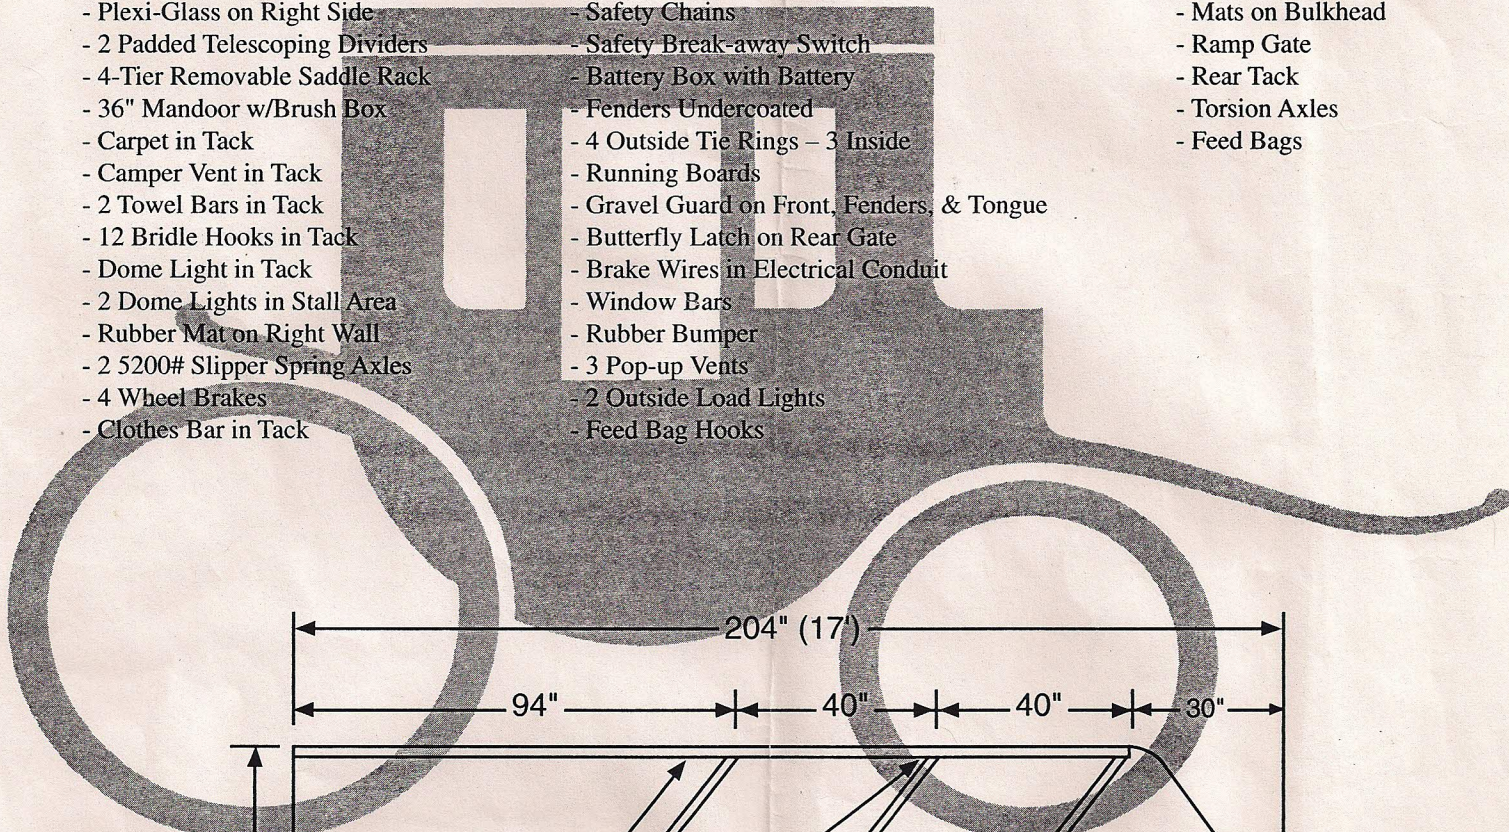 - Plexi-Glass on Right Side
- 2 Padded Telescoping Dividers
- 4-Tier Removable Saddle Rack
- 36" Mandoor w/Brush Box
- Carpet in Tack
- Camper Vent in Tack
- 2 Towel Bars in Tack
- 12 Bridle Hooks in Tack
- Dome Light in Tack
- 2 Dome Lights in Stall Area
- Rubber Mat on Right Wall
- 2 5200# Slipper Spring Axles
- 4 Wheel Brakes
- Clothes Bar in Tack
- Safety Chains
- Safety Break-away Switch
- Battery Box with Battery
- Fenders Undercoated
- 4 Outside Tie Rings – 3 Inside
- Running Boards
- Gravel Guard on Front, Fenders, & Tongue
- Butterfly Latch on Rear Gate
- Brake Wires in Electrical Conduit
- Window Bars
- Rubber Bumper
- 3 Pop-up Vents
- 2 Outside Load Lights
- Feed Bag Hooks
- Mats on Bulkhead
- Ramp Gate
- Rear Tack
- Torsion Axles
- Feed Bags
204" (17')
94" 40" 40" 30"